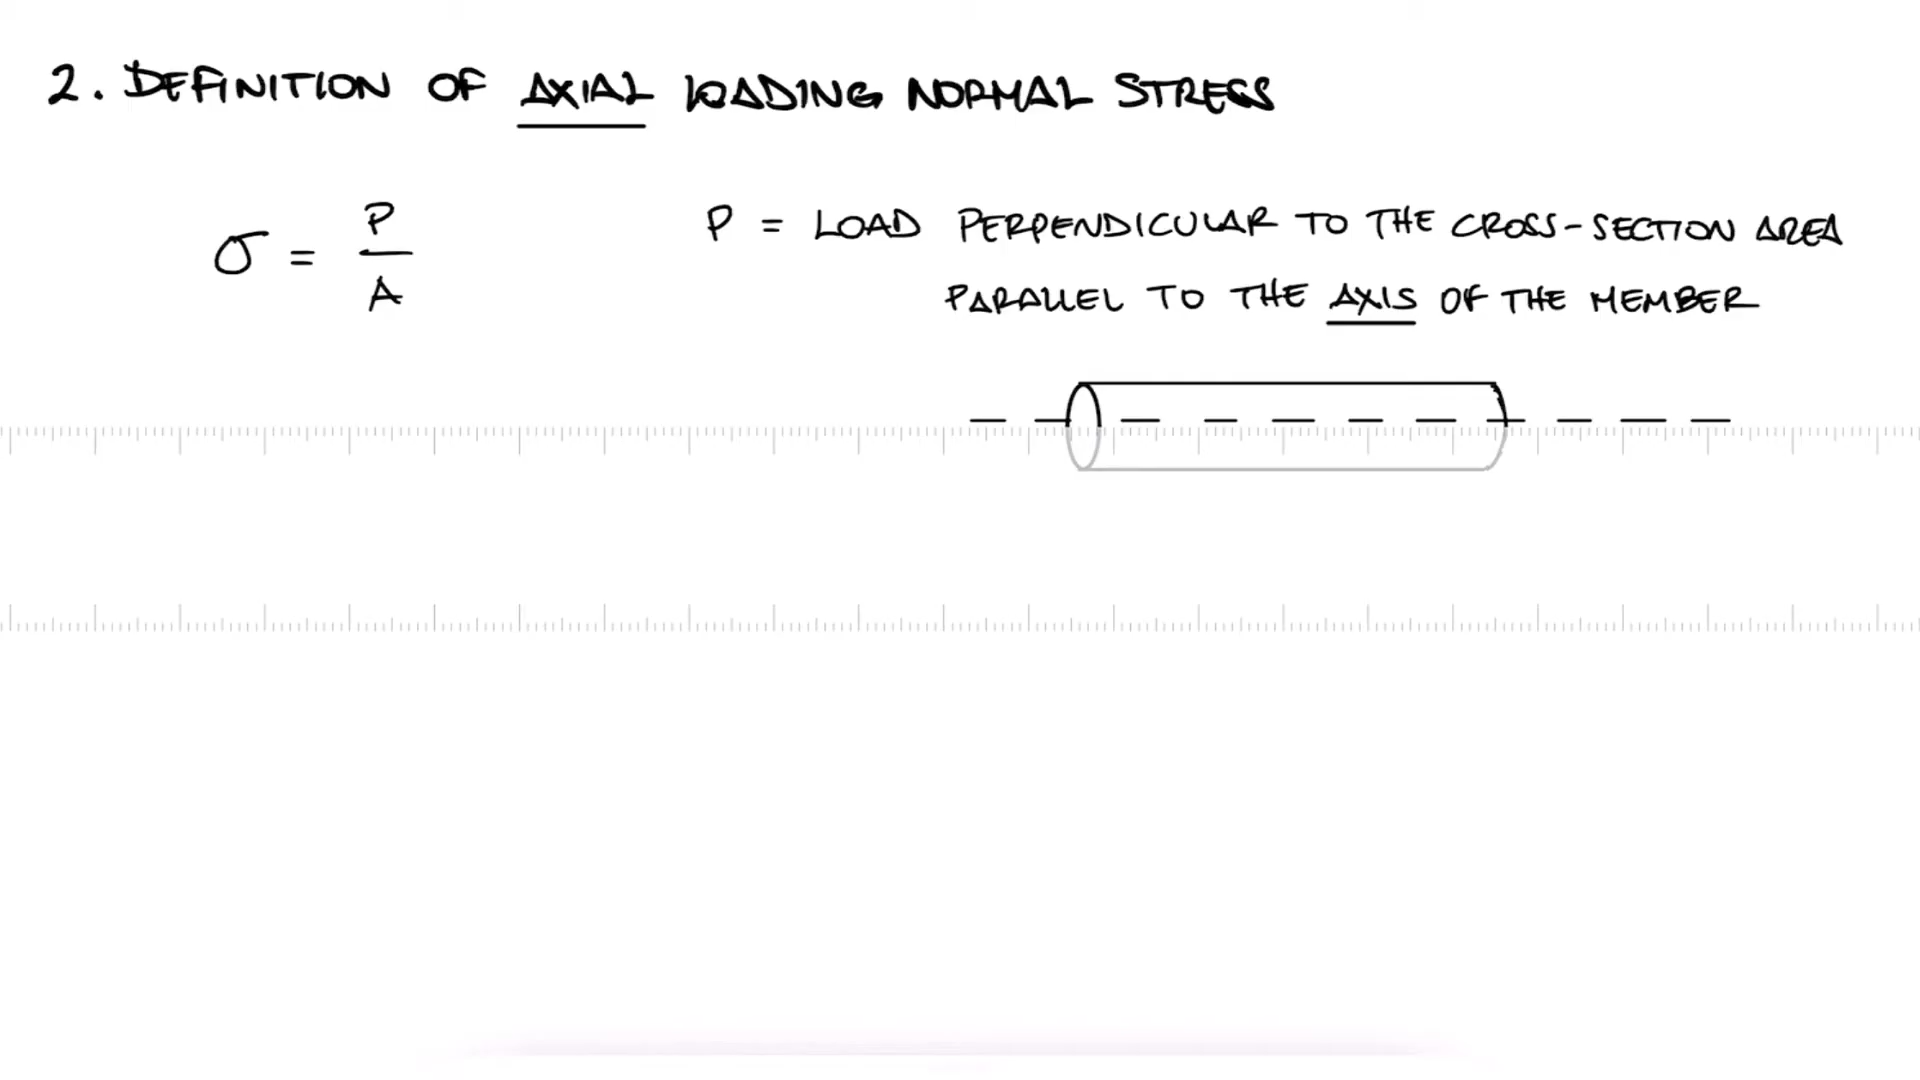 2. DEFINITION OF AXIAL LOADING NORMAL STRESS
σ = P/A
P = LOAD PERPENDICULAR TO THE CROSS-SECTION AREA
PARALLEL TO THE AXIS OF THE MEMBER